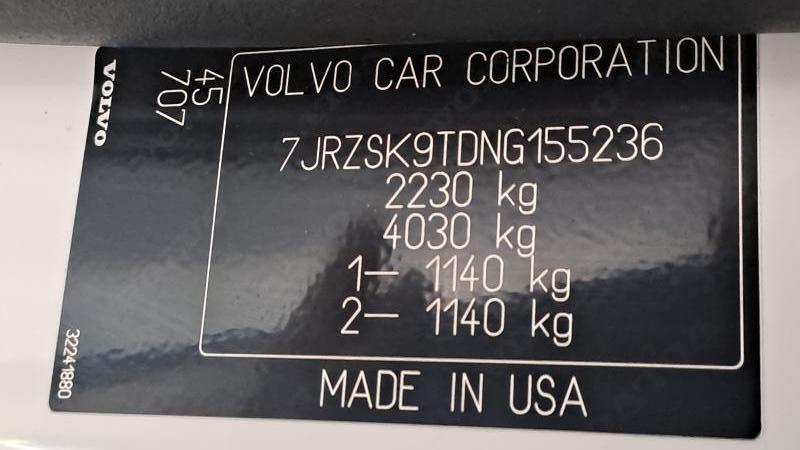 VOLVO
45
707
VOLVO CAR CORPORATION
7JRZSK9TDNG155236
2230 kg
4030 kg
1— 1140 kg
2— 1140 kg
MADE IN USA
32241880